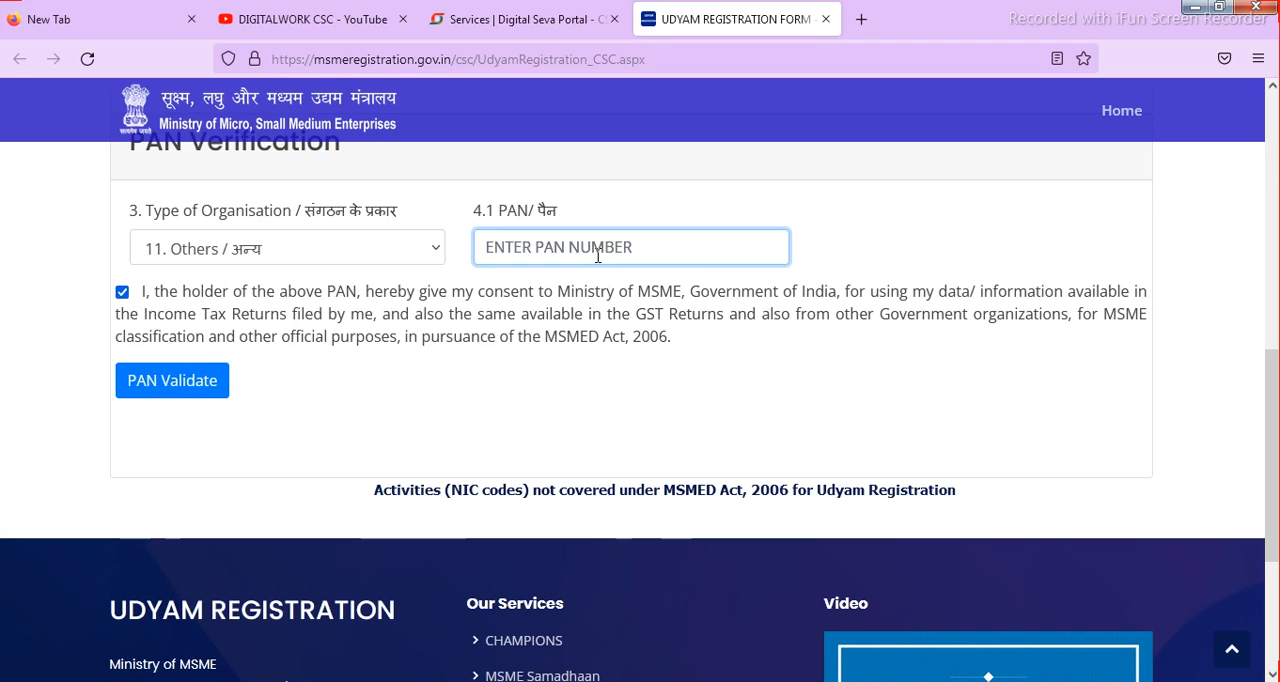 New Tab
DIGITALWORK CSC - YouTube
Services | Digital Seva Portal - C
UDYAM REGISTRATION FORM -
Recorded with iFun Screen Recorder
https://msmeregistration.gov.in/csc/UdyamRegistration_CSC.aspx
सूक्ष्म, लघु और मध्यम उद्यम मंत्रालय
Ministry of Micro, Small Medium Enterprises
सत्यमेव जयते
Home
PAN Verification
3. Type of Organisation / संगठन के प्रकार
4.1 PAN/ पैन
11. Others / अन्य
ENTER PAN NUMBER
I, the holder of the above PAN, hereby give my consent to Ministry of MSME, Government of India, for using my data/ information available in
the Income Tax Returns filed by me, and also the same available in the GST Returns and also from other Government organizations, for MSME
classification and other official purposes, in pursuance of the MSMED Act, 2006.
PAN Validate
Activities (NIC codes) not covered under MSMED Act, 2006 for Udyam Registration
UDYAM REGISTRATION
Our Services
Video
CHAMPIONS
Ministry of MSME
MSME Samadhaan